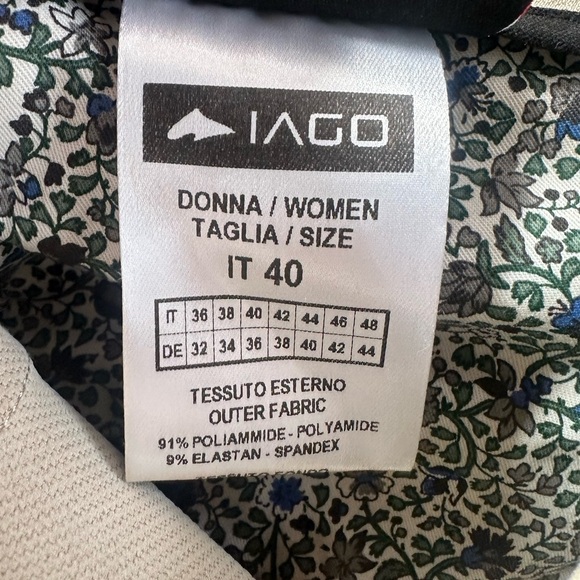 IAGO
DONNA / WOMEN
TAGLIA / SIZE
IT 40
IT 36 38 40 42 44 46 48
DE 32 34 36 38 40 42 44
TESSUTO ESTERNO
OUTER FABRIC
91% POLIAMMIDE - POLYAMIDE
9% ELASTAN - SPANDEX